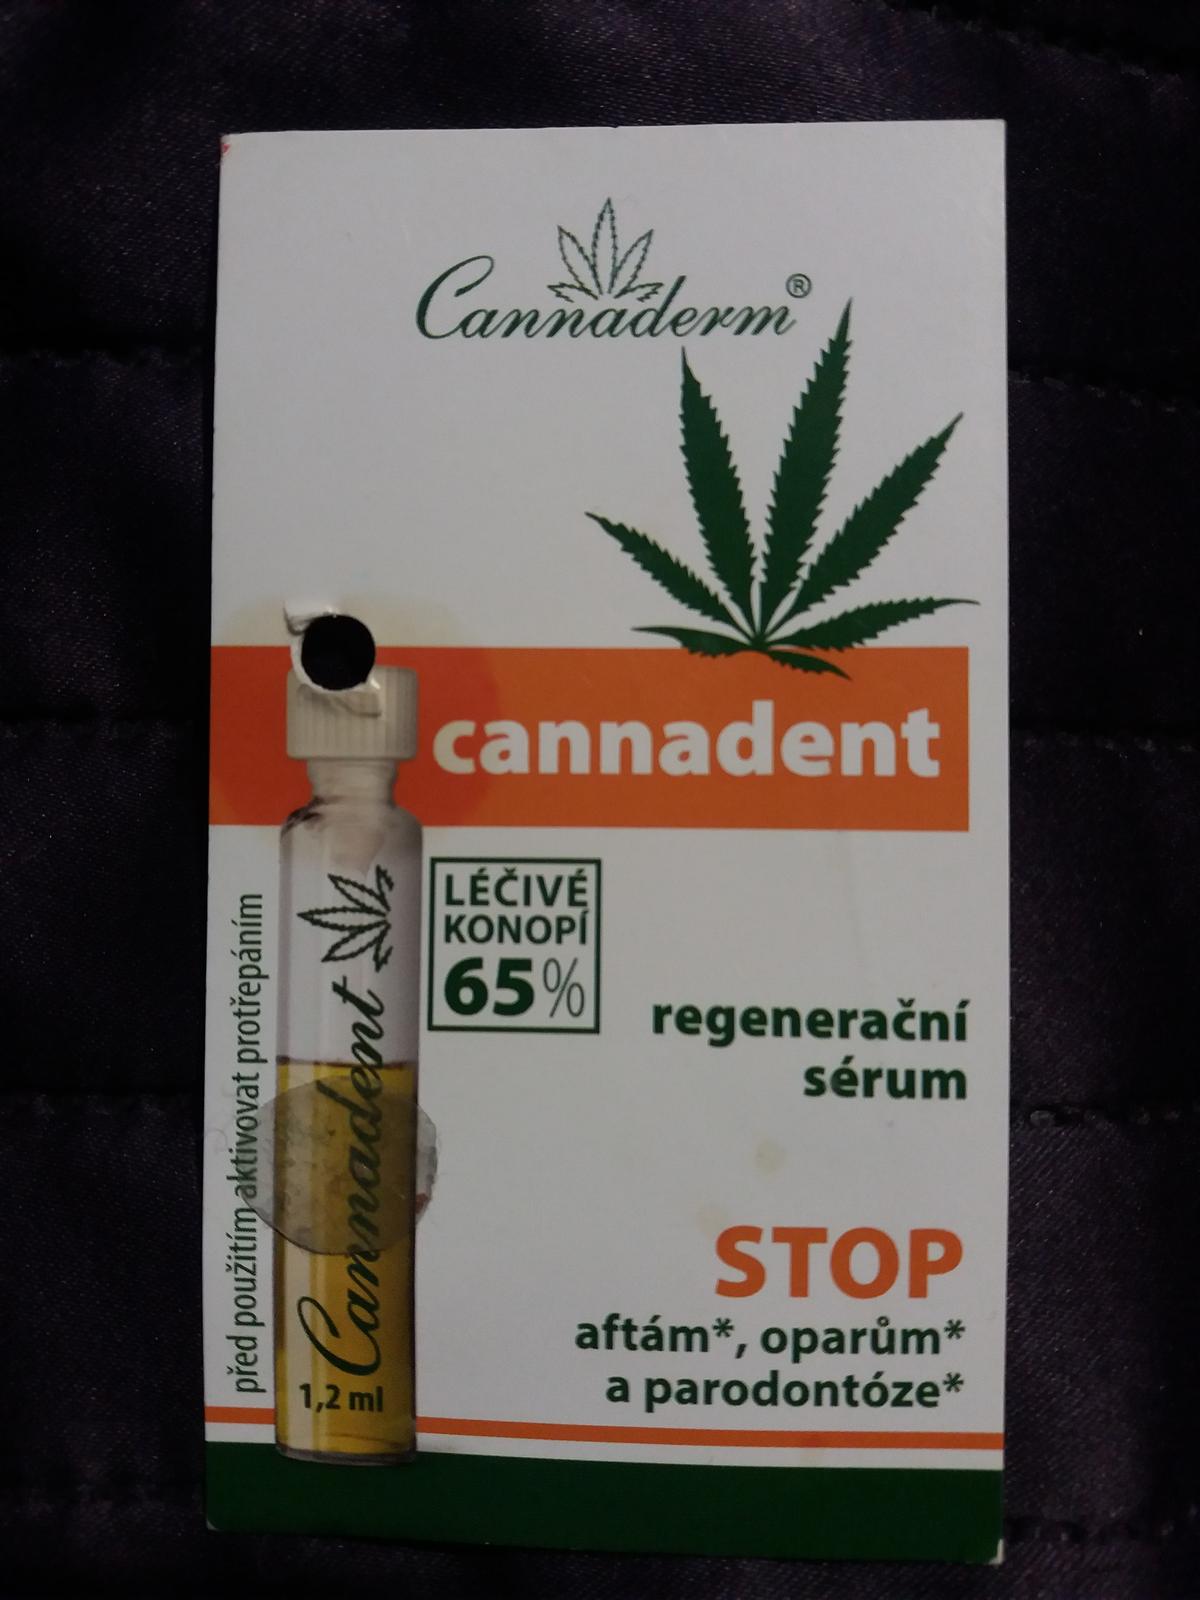 Cannaderm®
cannadent
LÉČIVÉ
KONOPÍ
65%
regenerační
sérum
STOP
aftám*, oparům*
a parodontóze*
před použitím aktivovat protřepáním
Cannadent
1,2 ml